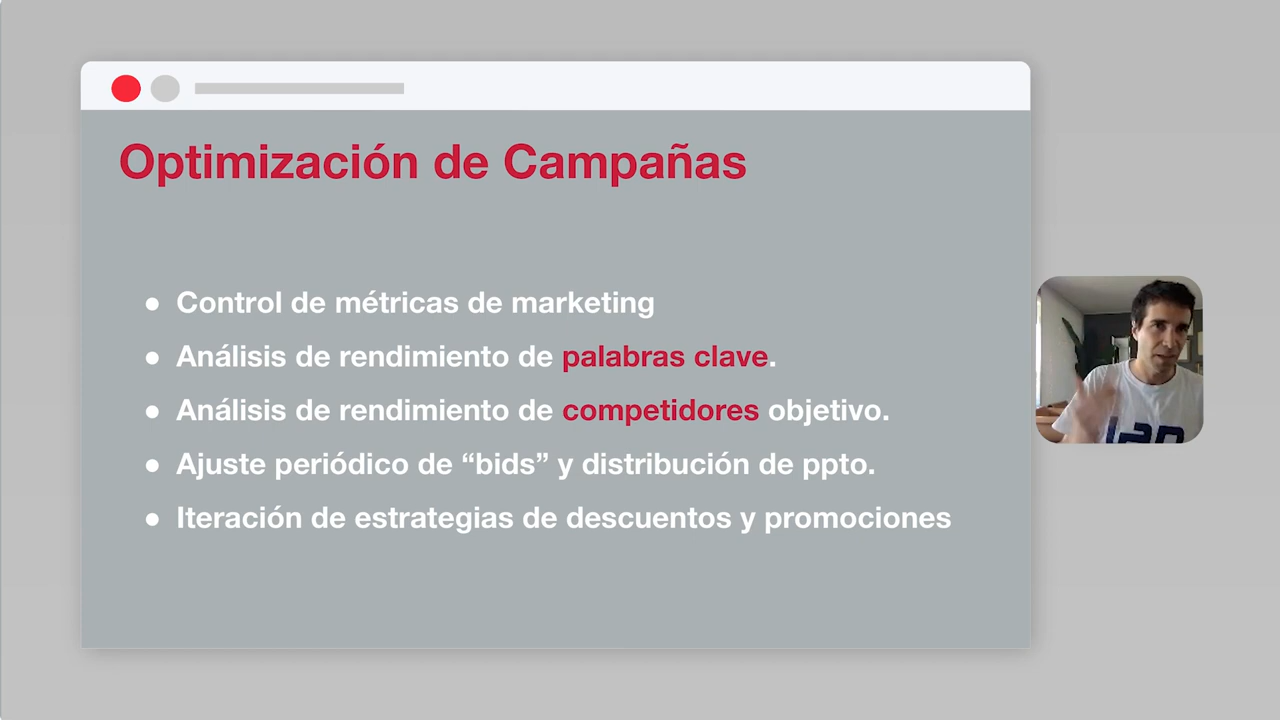 Optimización de Campañas
● Control de métricas de marketing
● Análisis de rendimiento de palabras clave.
● Análisis de rendimiento de competidores objetivo.
● Ajuste periódico de “bids” y distribución de ppto.
● Iteración de estrategias de descuentos y promociones